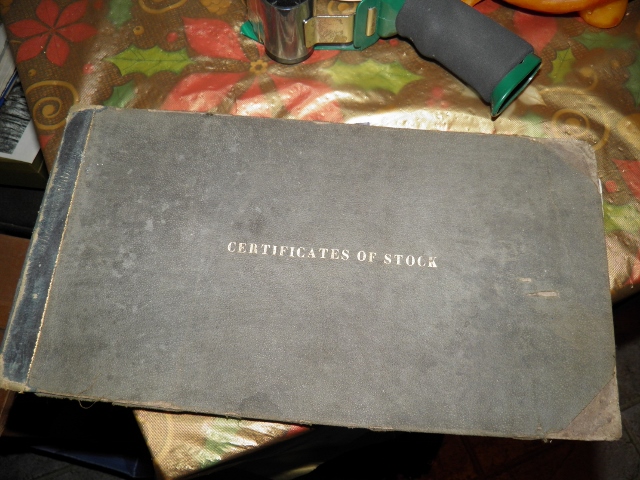 CERTIFICATES OF STOCK